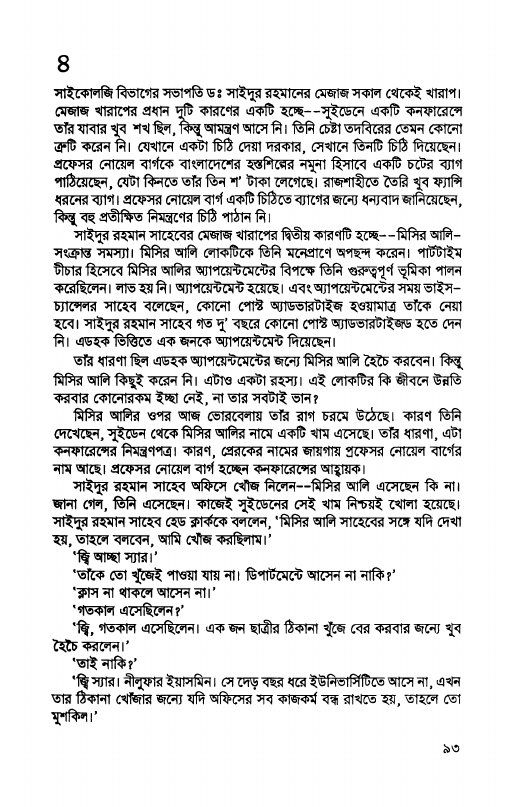 ৪
সাইকোলজি বিভাগের সভাপতি ডঃ সাইদুর রহমানের মেজাজ সকাল থেকেই খারাপ।
মেজাজ খারাপের প্রধান দুটি কারণের একটি হচ্ছে--সুইডেনে একটি কনফারেন্সে
তাঁর যাবার খুব শখ ছিল, কিন্তু আমন্ত্রণ আসে নি। তিনি চেষ্টা তদবিরের তেমন কোনো
ত্রুটি করেন নি। যেখানে একটা চিঠি দেয়া দরকার, সেখানে তিনটি চিঠি দিয়েছেন।
প্রফেসর নোয়েল বার্গকে বাংলাদেশের হস্তশিল্পের নমুনা হিসাবে একটি চটের ব্যাগ
পাঠিয়েছেন, যেটা কিনতে তাঁর তিন শ' টাকা লেগেছে। রাজশাহীতে তৈরি খুব ফ্যান্সি
ধরনের ব্যাগ। প্রফেসর নোয়েল বার্গ একটি চিঠিতে ব্যাগের জন্যে ধন্যবাদ জানিয়েছেন,
কিন্তু বহু প্রতীক্ষিত নিমন্ত্রণের চিঠি পাঠান নি।
সাইদুর রহমান সাহেবের মেজাজ খারাপের দ্বিতীয় কারণটি হচ্ছে--মিসির আলি-
সংক্রান্ত সমস্যা। মিসির আলি লোকটিকে তিনি মনেপ্রাণে অপছন্দ করেন। পার্টটাইম
টীচার হিসেবে মিসির আলির অ্যাপয়েন্টমেন্টের বিপক্ষে তিনি গুরুত্বপূর্ণ ভূমিকা পালন
করেছিলেন। লাভ হয় নি। অ্যাপয়েন্টমেন্ট হয়েছে। এবং অ্যাপয়েন্টমেন্টের সময় ভাইস-
চ্যান্সেলর সাহেব বলেছেন, কোনো পোস্ট অ্যাডভারটাইজ হওয়ামাত্র তাঁকে নেয়া
হবে। সাইদুর রহমান সাহেব গত দু' বছরে কোনো পোস্ট অ্যাডভারটাইজড হতে দেন
নি। এডহক ভিত্তিতে এক জনকে অ্যাপয়েন্টমেন্ট দিয়েছেন।
তাঁর ধারণা ছিল এডহক অ্যাপয়েন্টমেন্টের জন্যে মিসির আলি হৈচৈ করবেন। কিন্তু
মিসির আলি কিছুই করেন নি। এটাও একটা রহস্য। এই লোকটির কি জীবনে উন্নতি
করবার কোনোরকম ইচ্ছা নেই, না তার সবটাই ভান?
মিসির আলির ওপর আজ ভোরবেলায় তাঁর রাগ চরমে উঠেছে। কারণ তিনি
দেখেছেন, সুইডেন থেকে মিসির আলির নামে একটি খাম এসেছে। তাঁর ধারণা, এটা
কনফারেন্সের নিমন্ত্রণপত্র। কারণ, প্রেরকের নামের জায়গায় প্রফেসর নোয়েল বার্গের
নাম আছে। প্রফেসর নোয়েল বার্গ হচ্ছেন কনফারেন্সের আহ্বায়ক।
সাইদুর রহমান সাহেব অফিসে খোঁজ নিলেন--মিসির আলি এসেছেন কি না।
জানা গেল, তিনি এসেছেন। কাজেই সুইডেনের সেই খাম নিশ্চয়ই খোলা হয়েছে।
সাইদুর রহমান সাহেব হেড ক্লার্ককে বললেন, 'মিসির আলি সাহেবের সঙ্গে যদি দেখা
হয়, তাহলে বলবেন, আমি খোঁজ করছিলাম।'
'জ্বি আচ্ছা স্যার।'
'তাঁকে তো খুঁজেই পাওয়া যায় না। ডিপার্টমেন্টে আসেন না নাকি?'
'ক্লাস না থাকলে আসেন না।'
'গতকাল এসেছিলেন?'
'জ্বি, গতকাল এসেছিলেন। এক জন ছাত্রীর ঠিকানা খুঁজে বের করবার জন্যে খুব
হৈচৈ করলেন।'
'তাই নাকি?'
'জ্বি স্যার। নীলুফার ইয়াসমিন। সে দেড় বছর ধরে ইউনিভার্সিটিতে আসে না, এখন
তার ঠিকানা খোঁজার জন্যে যদি অফিসের সব কাজকর্ম বন্ধ রাখতে হয়, তাহলে তো
মুশকিল।'
৯৩